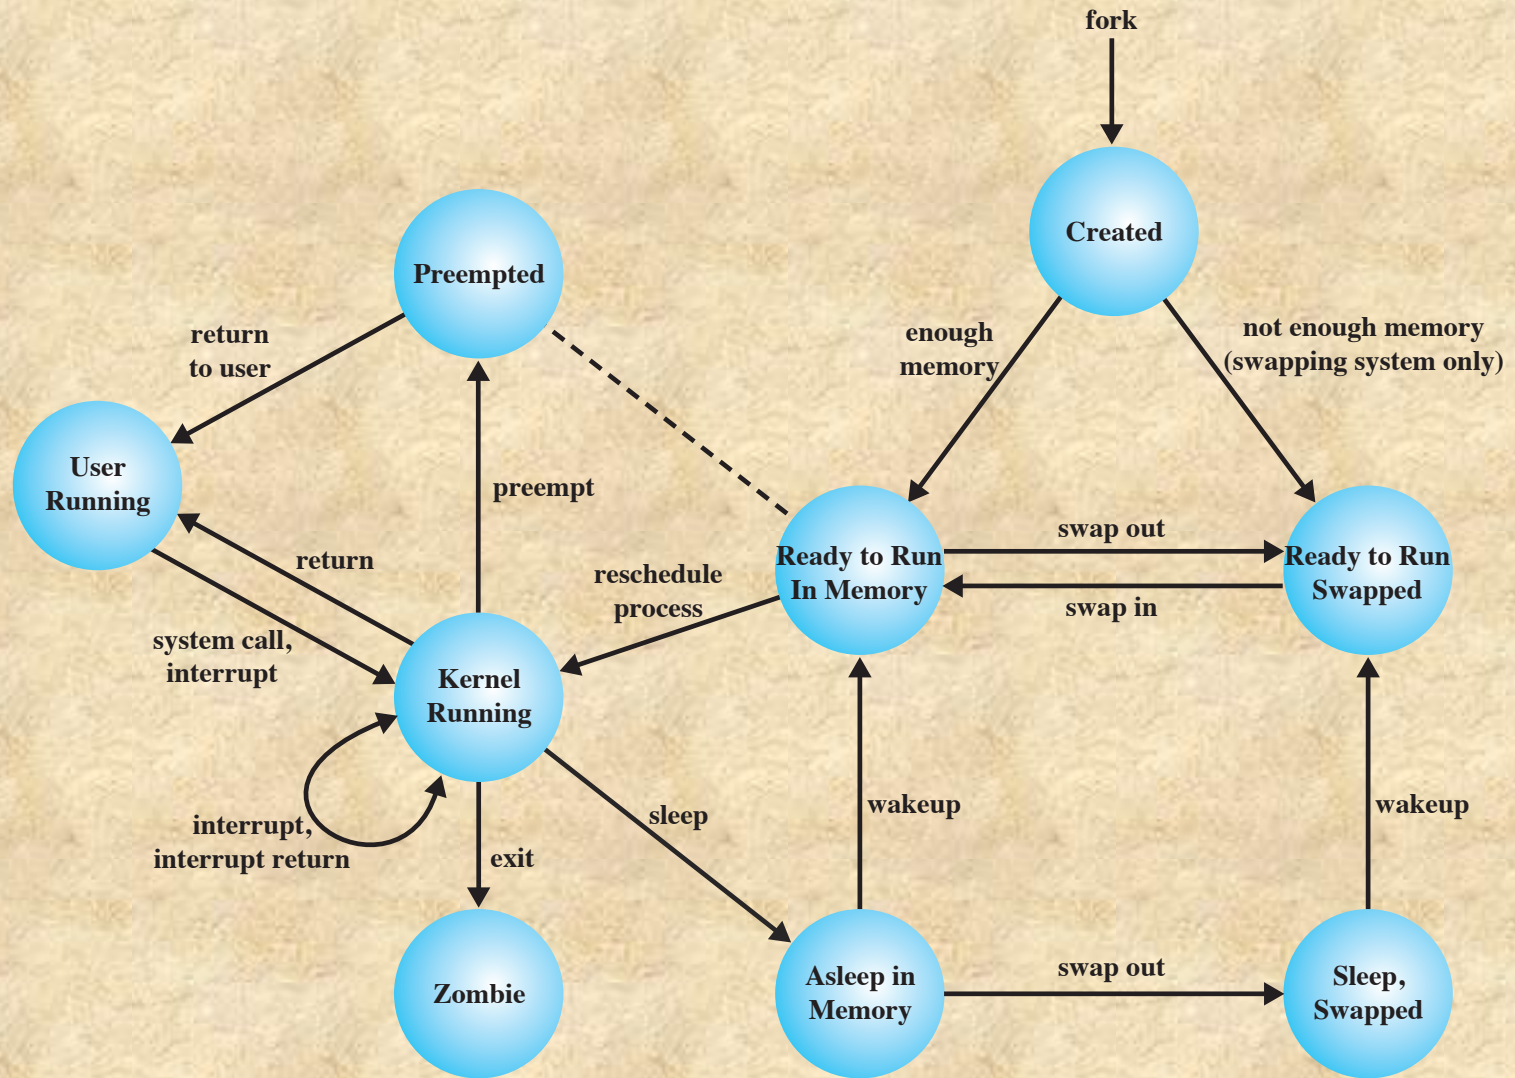 fork
Created
Preempted
return
to user
enough
memory
not enough memory
(swapping system only)
User
Running
preempt
return
reschedule
process
Ready to Run
In Memory
swap out
swap in
Ready to Run
Swapped
system call,
interrupt
Kernel
Running
interrupt,
interrupt return
exit
sleep
wakeup
wakeup
Zombie
Asleep in
Memory
swap out
Sleep,
Swapped